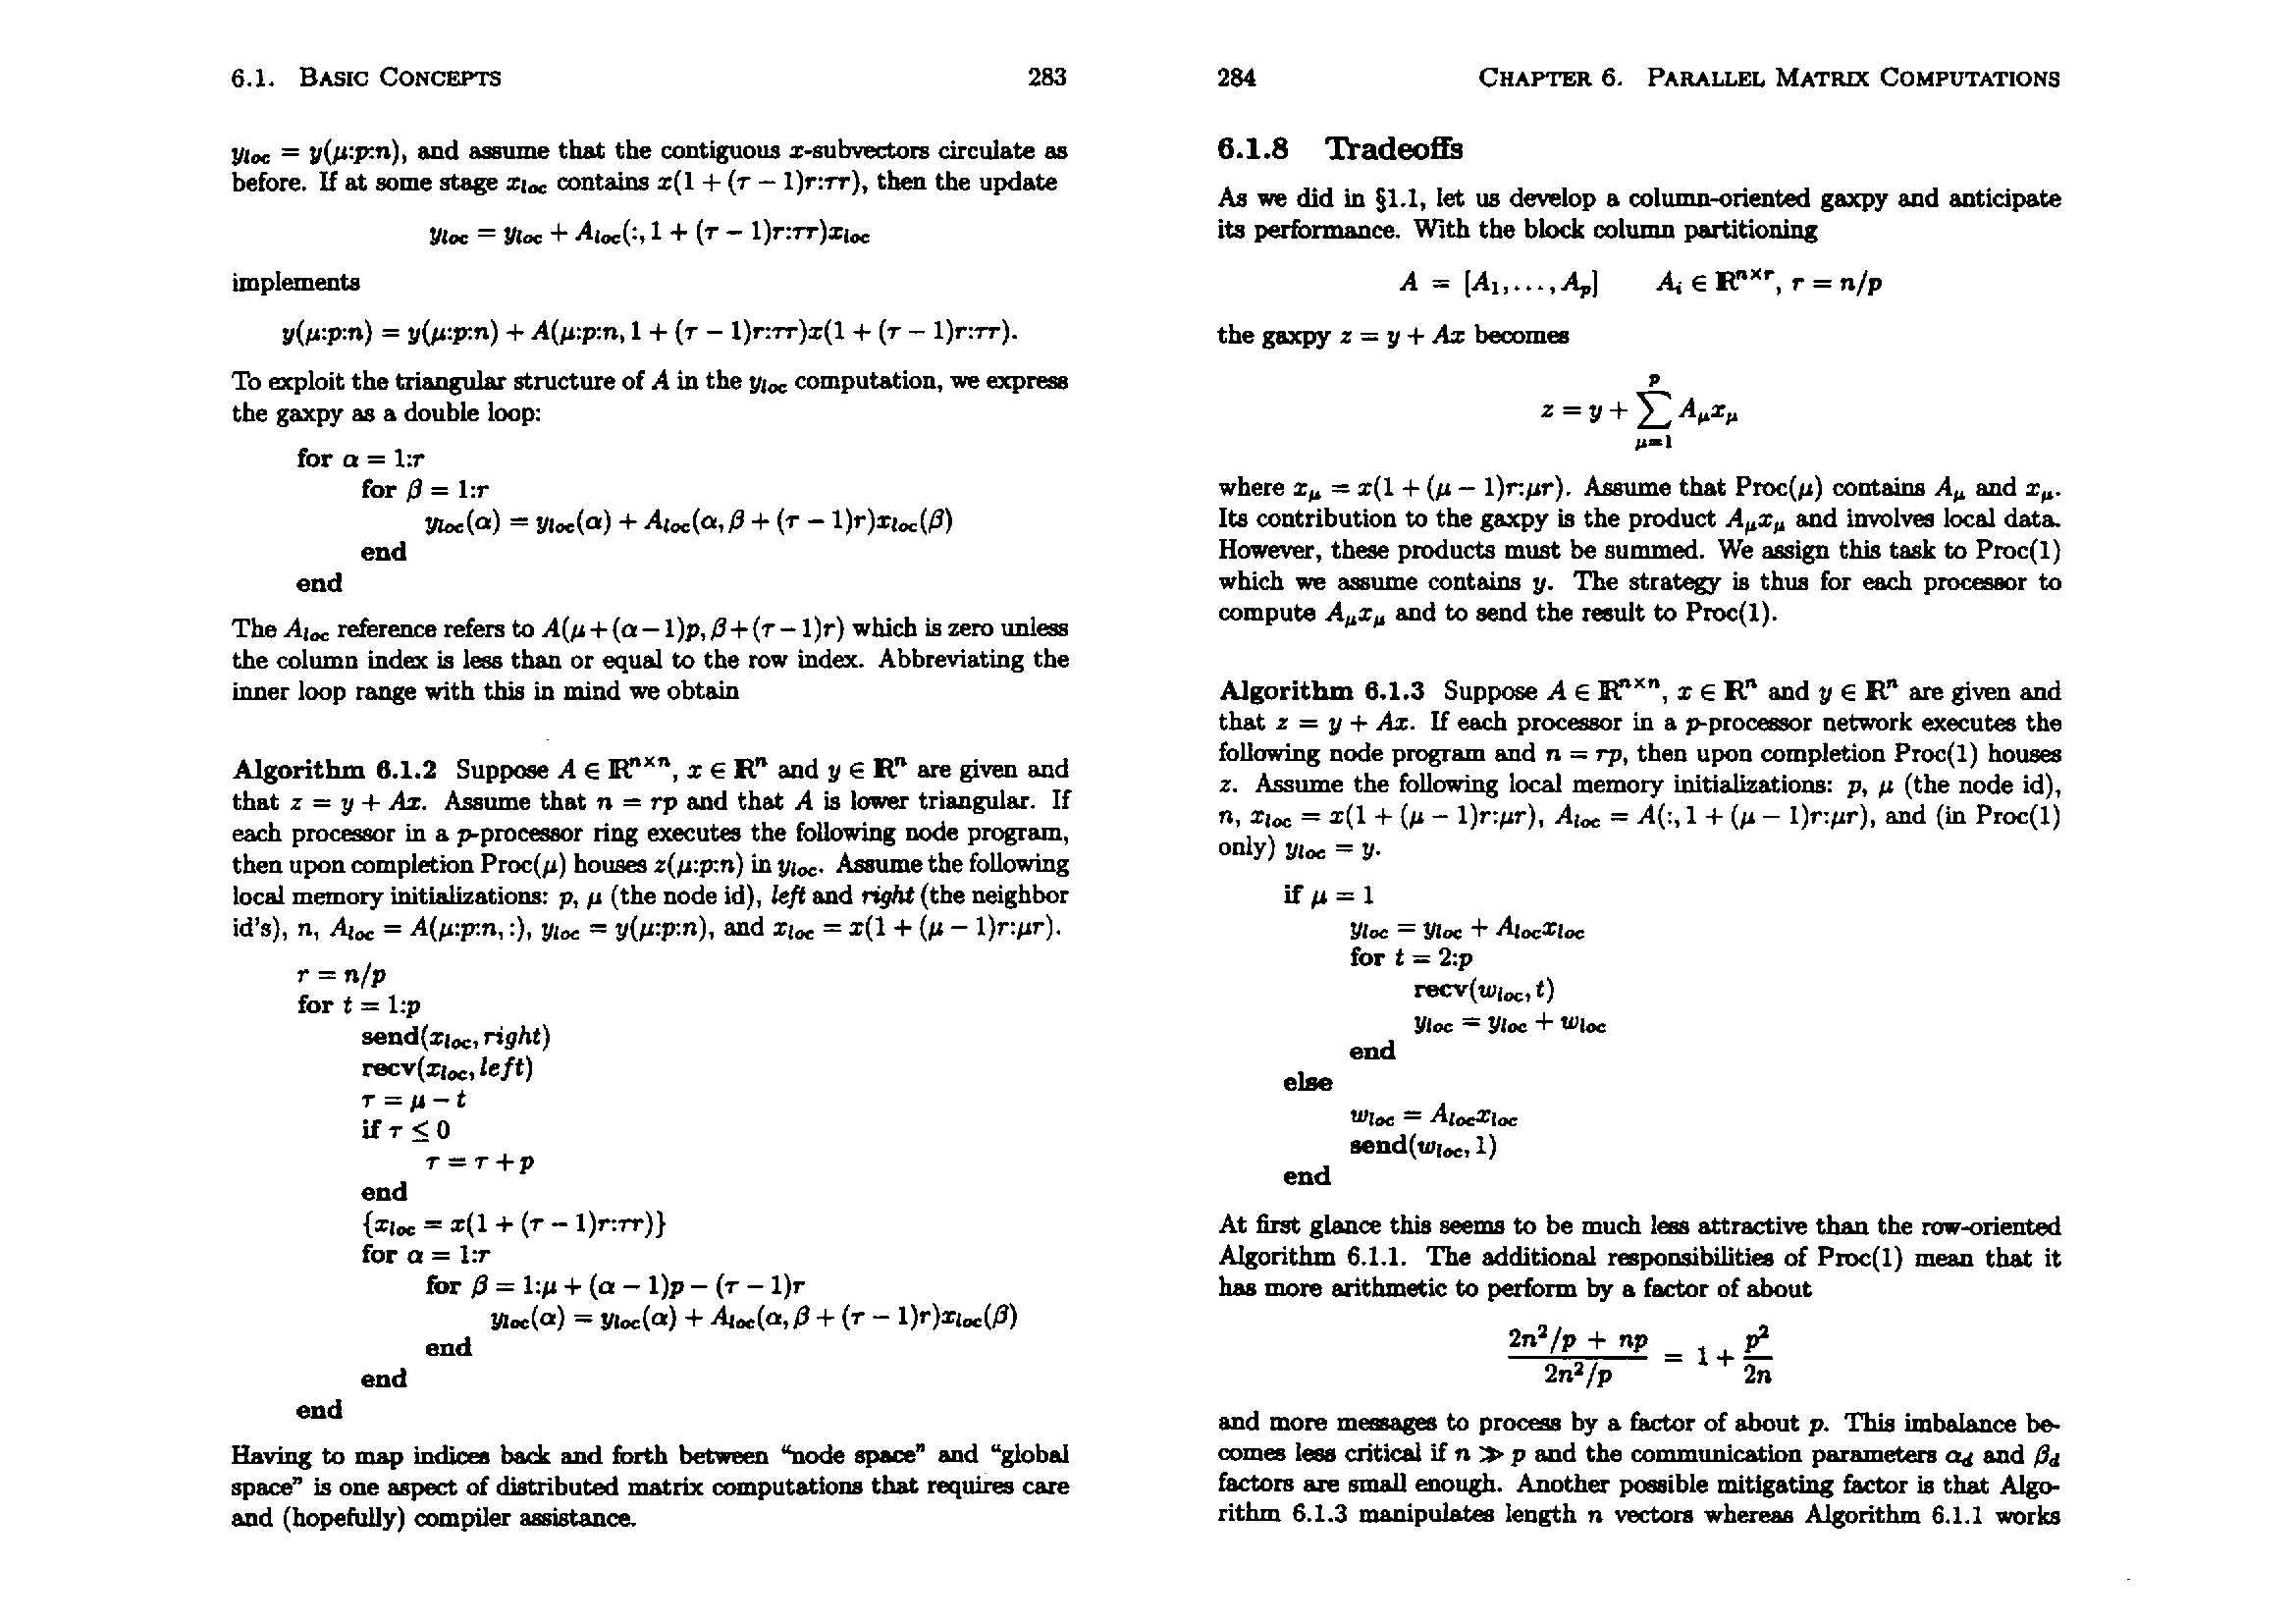 6.1. BASIC CONCEPTS 283
y_loc = y(μ:p:n), and assume that the contiguous x-subvectors circulate as
before. If at some stage x_loc contains x(1 + (τ − 1)r:τr), then the update
y_loc = y_loc + A_loc(:, 1 + (τ − 1)r:τr)x_loc
implements
y(μ:p:n) = y(μ:p:n) + A(μ:p:n, 1 + (τ − 1)r:τr)x(1 + (τ − 1)r:τr).
To exploit the triangular structure of A in the y_loc computation, we express
the gaxpy as a double loop:
for α = 1:r
for β = 1:r
y_loc(α) = y_loc(α) + A_loc(α, β + (τ − 1)r)x_loc(β)
end
end
The A_loc reference refers to A(μ + (α − 1)p, β + (τ − 1)r) which is zero unless
the column index is less than or equal to the row index. Abbreviating the
inner loop range with this in mind we obtain
Algorithm 6.1.2 Suppose A ∈ ℝⁿˣⁿ, x ∈ ℝⁿ and y ∈ ℝⁿ are given and
that z = y + Ax. Assume that n = rp and that A is lower triangular. If
each processor in a p-processor ring executes the following node program,
then upon completion Proc(μ) houses z(μ:p:n) in y_loc. Assume the following
local memory initializations: p, μ (the node id), left and right (the neighbor
id's), n, A_loc = A(μ:p:n, :), y_loc = y(μ:p:n), and x_loc = x(1 + (μ − 1)r:μr).
r = n/p
for t = 1:p
send(x_loc, right)
recv(x_loc, left)
τ = μ − t
if τ ≤ 0
τ = τ + p
end
{x_loc = x(1 + (τ − 1)r:τr)}
for α = 1:r
for β = 1:μ + (α − 1)p − (τ − 1)r
y_loc(α) = y_loc(α) + A_loc(α, β + (τ − 1)r)x_loc(β)
end
end
end
Having to map indices back and forth between "node space" and "global
space" is one aspect of distributed matrix computations that requires care
and (hopefully) compiler assistance.
284 CHAPTER 6. PARALLEL MATRIX COMPUTATIONS
6.1.8 Tradeoffs
As we did in §1.1, let us develop a column-oriented gaxpy and anticipate
its performance. With the block column partitioning
A = [A₁, ..., A_p] A_i ∈ ℝⁿˣʳ, r = n/p
the gaxpy z = y + Ax becomes
z = y + ∑_{μ=1}^{p} A_μx_μ
where x_μ = x(1 + (μ − 1)r:μr). Assume that Proc(μ) contains A_μ and x_μ.
Its contribution to the gaxpy is the product A_μx_μ and involves local data.
However, these products must be summed. We assign this task to Proc(1)
which we assume contains y. The strategy is thus for each processor to
compute A_μx_μ and to send the result to Proc(1).
Algorithm 6.1.3 Suppose A ∈ ℝⁿˣⁿ, x ∈ ℝⁿ and y ∈ ℝⁿ are given and
that z = y + Ax. If each processor in a p-processor network executes the
following node program and n = rp, then upon completion Proc(1) houses
z. Assume the following local memory initializations: p, μ (the node id),
n, x_loc = x(1 + (μ − 1)r:μr), A_loc = A(:, 1 + (μ − 1)r:μr), and (in Proc(1)
only) y_loc = y.
if μ = 1
y_loc = y_loc + A_locx_loc
for t = 2:p
recv(w_loc, t)
y_loc = y_loc + w_loc
end
else
w_loc = A_locx_loc
send(w_loc, 1)
end
At first glance this seems to be much less attractive than the row-oriented
Algorithm 6.1.1. The additional responsibilities of Proc(1) mean that it
has more arithmetic to perform by a factor of about
(2n²/p + np) / (2n²/p) = 1 + p²/2n
and more messages to process by a factor of about p. This imbalance be-
comes less critical if n ≫ p and the communication parameters α_d and β_d
factors are small enough. Another possible mitigating factor is that Algo-
rithm 6.1.3 manipulates length n vectors whereas Algorithm 6.1.1 works